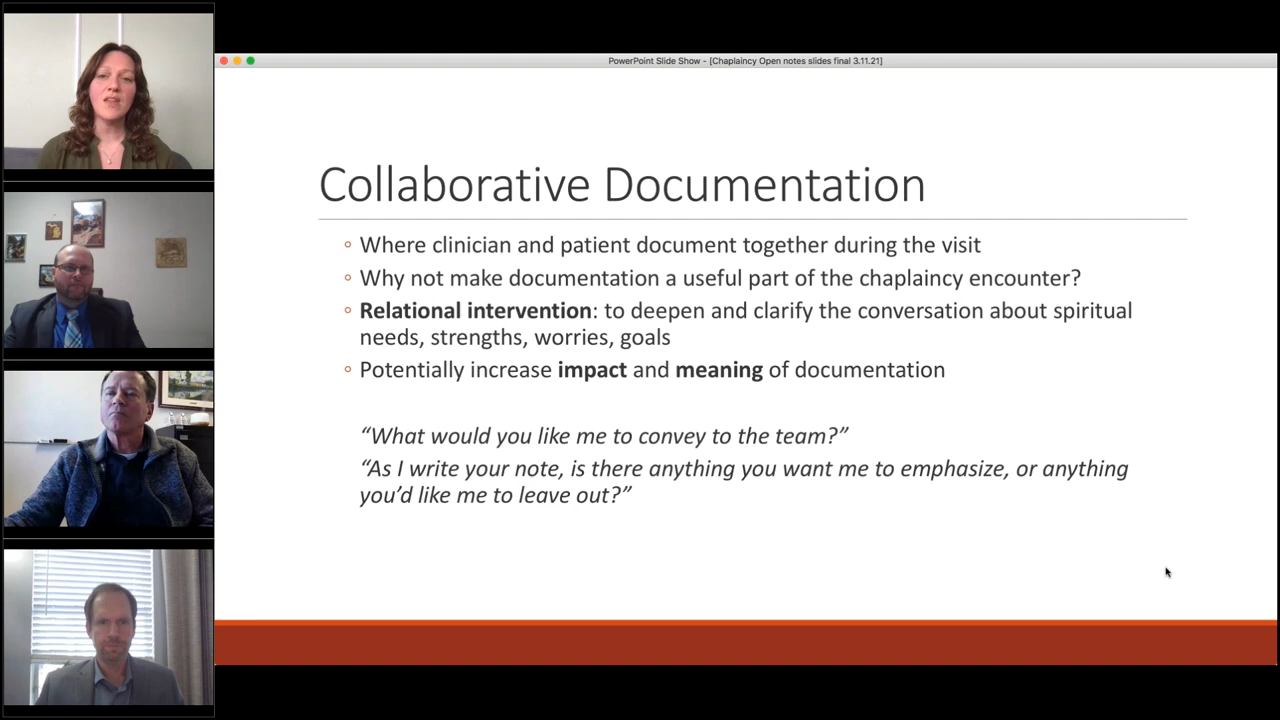 PowerPoint Slide Show - [Chaplaincy Open notes slides final 3.11.21]
Collaborative Documentation
◦ Where clinician and patient document together during the visit
◦ Why not make documentation a useful part of the chaplaincy encounter?
◦ Relational intervention: to deepen and clarify the conversation about spiritual
needs, strengths, worries, goals
◦ Potentially increase impact and meaning of documentation
“What would you like me to convey to the team?”
“As I write your note, is there anything you want me to emphasize, or anything
you’d like me to leave out?”